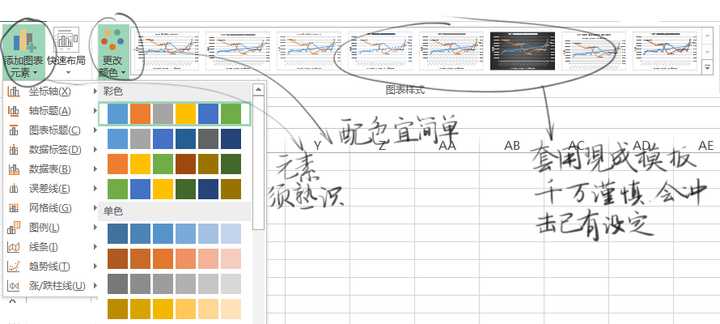 添加图表
元素
快速布局
更改
颜色
图表样式
坐标轴(X)
轴标题(A)
图表标题(C)
数据标签(D)
数据表(B)
误差线(E)
网格线(G)
图例(L)
线条(I)
趋势线(T)
涨/跌柱线(U)
彩色
单色
Y Z AA AB AC AD AE
配色宜简单
元素
须熟识
套用现成模板
千万谨慎.会冲
击已有设定